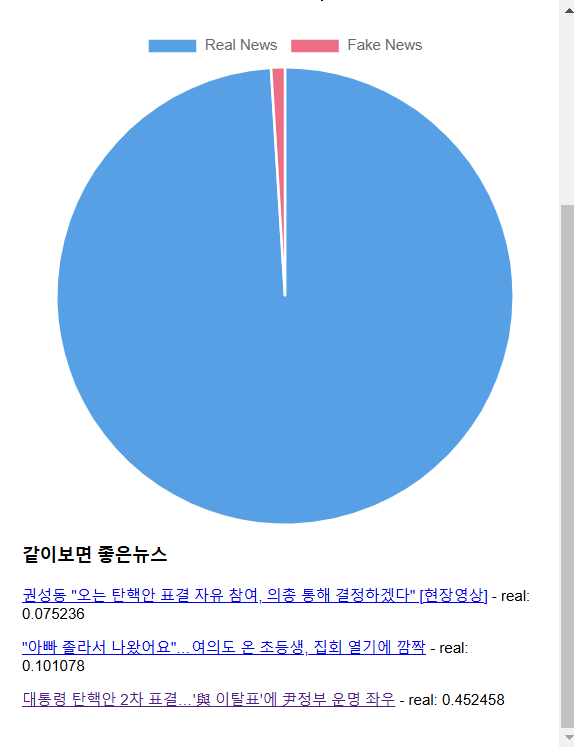 Real News
Fake News
같이보면 좋은뉴스
권성동 "오는 탄핵안 표결 자유 참여, 의총 통해 결정하겠다" [현장영상] - real:
0.075236
"아빠 졸라서 나왔어요"…여의도 온 초등생, 집회 열기에 깜짝 - real:
0.101078
대통령 탄핵안 2차 표결…'與 이탈표'에 尹정부 운명 좌우 - real: 0.452458